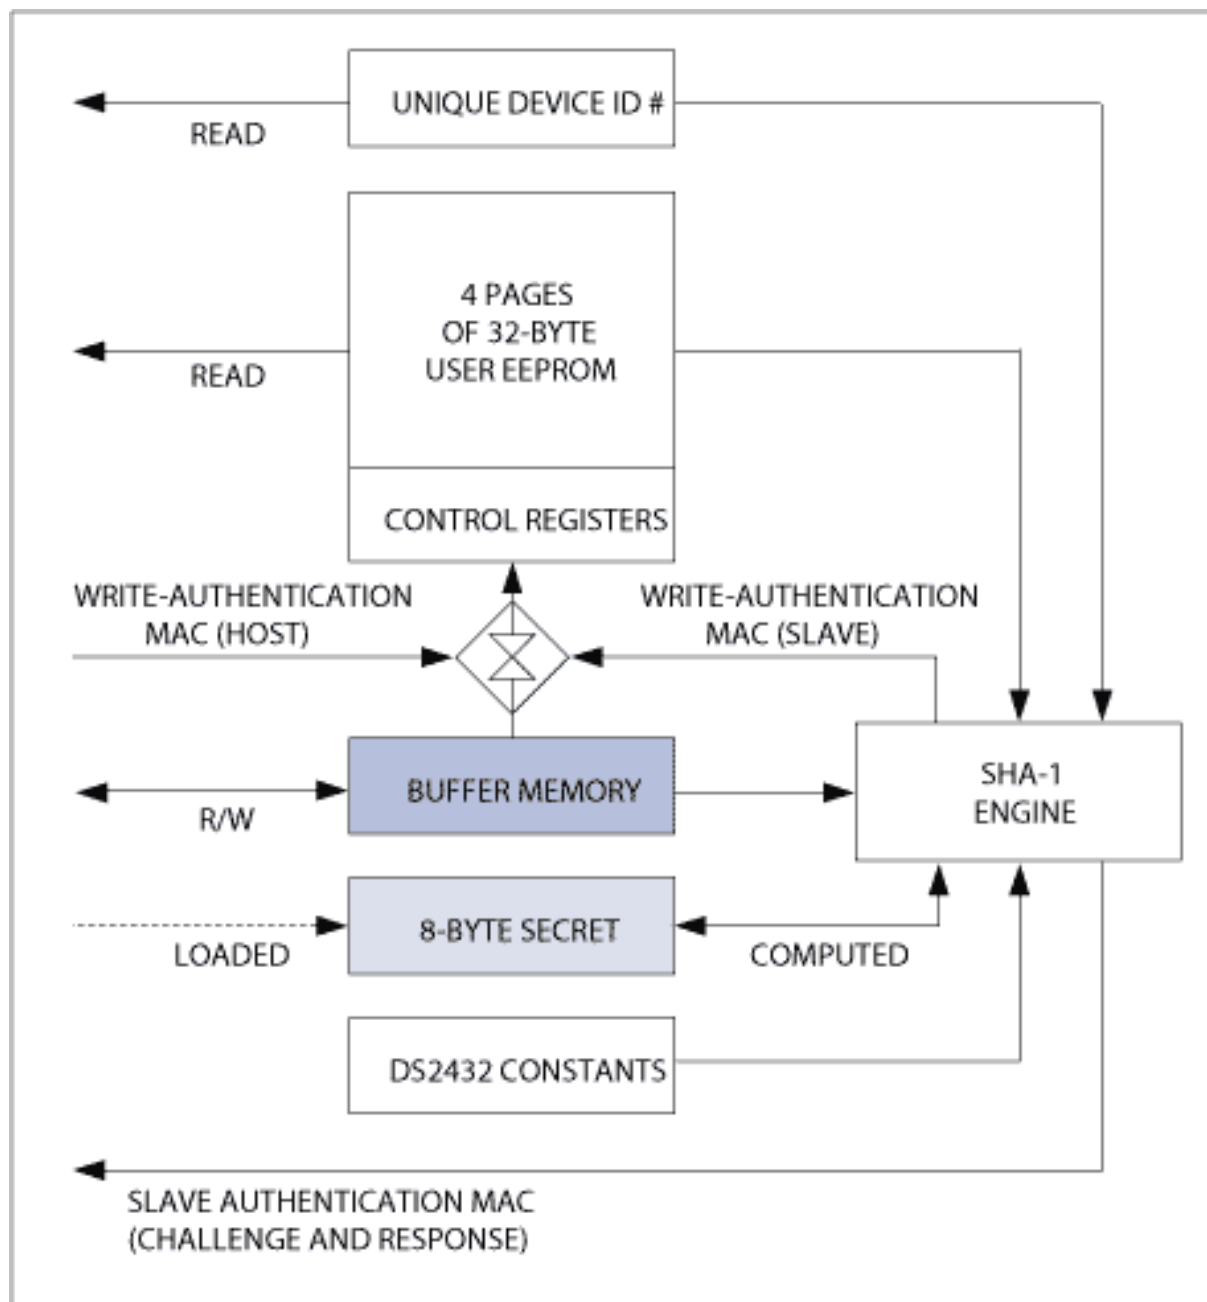 UNIQUE DEVICE ID #
READ
4 PAGES
OF 32-BYTE
USER EEPROM
READ
CONTROL REGISTERS
WRITE-AUTHENTICATION
MAC (HOST)
WRITE-AUTHENTICATION
MAC (SLAVE)
BUFFER MEMORY
R/W
SHA-1
ENGINE
8-BYTE SECRET
LOADED
COMPUTED
DS2432 CONSTANTS
SLAVE AUTHENTICATION MAC
(CHALLENGE AND RESPONSE)